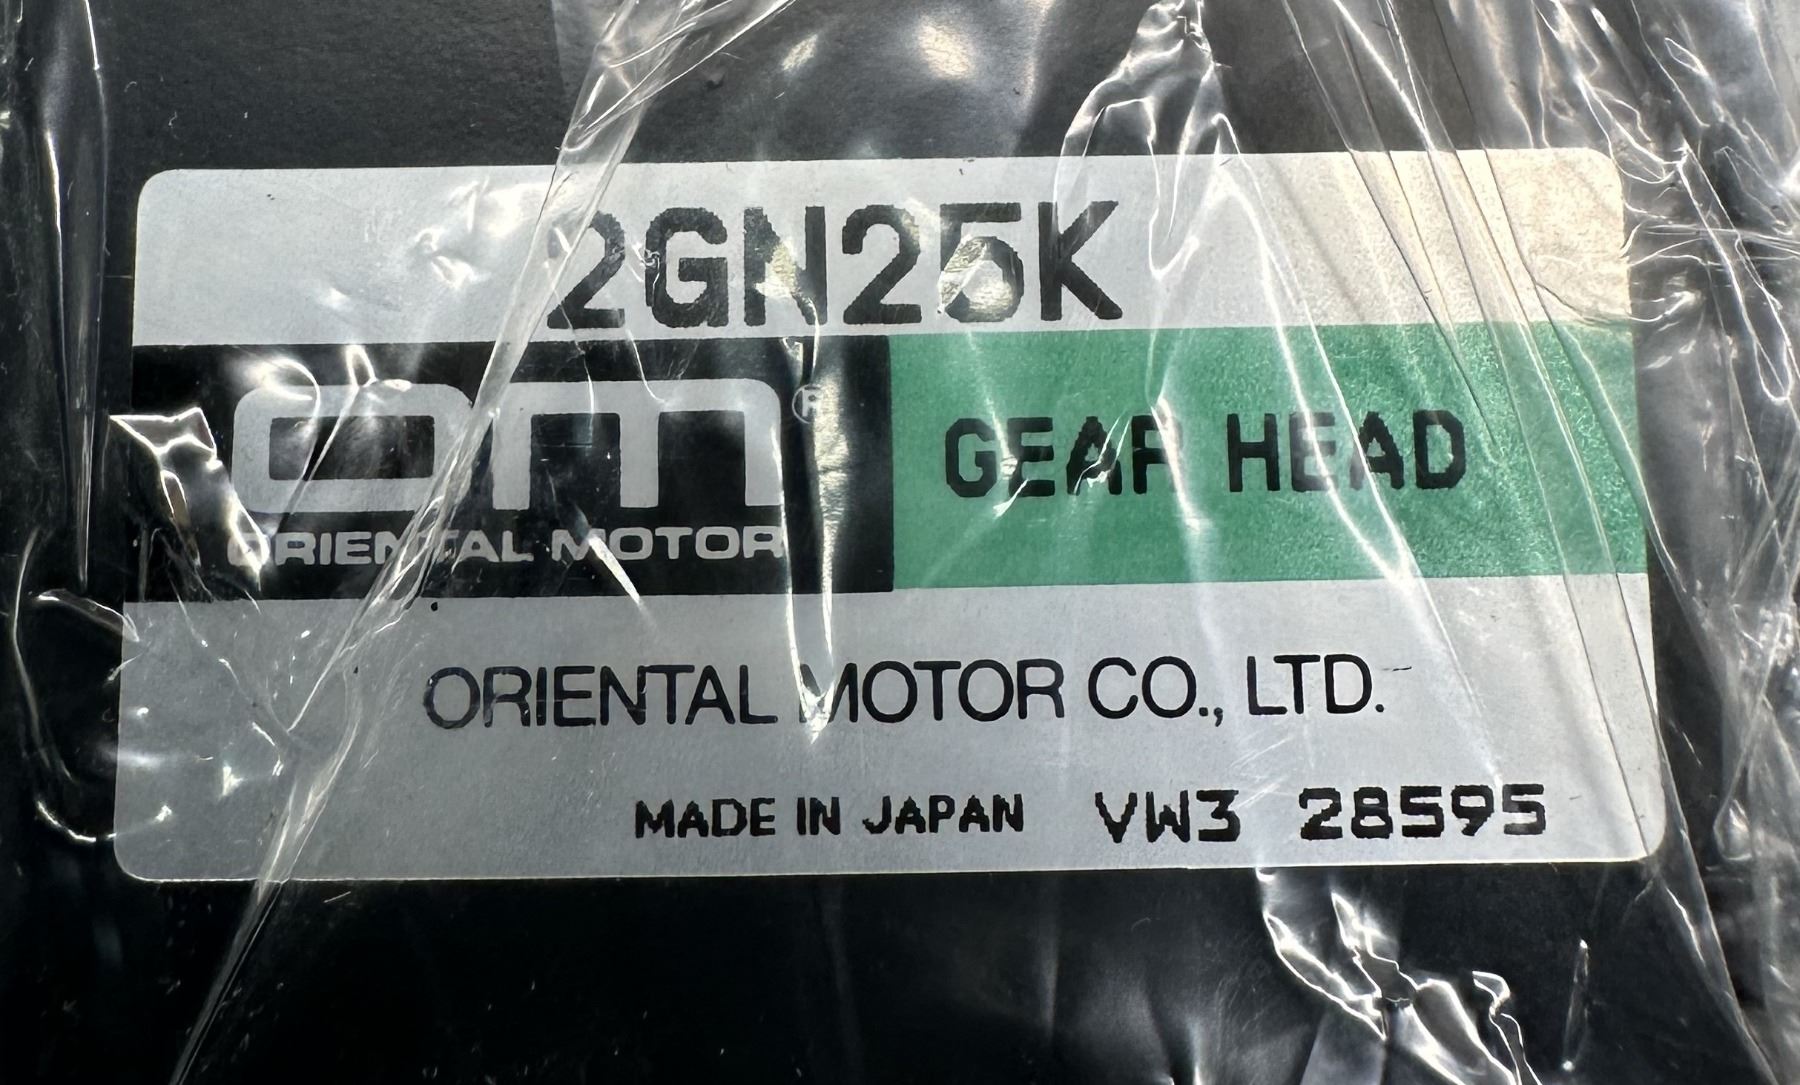 2GN25K
OM®
ORIENTAL MOTOR
GEAR HEAD
ORIENTAL MOTOR CO., LTD.
MADE IN JAPAN VW3 28595